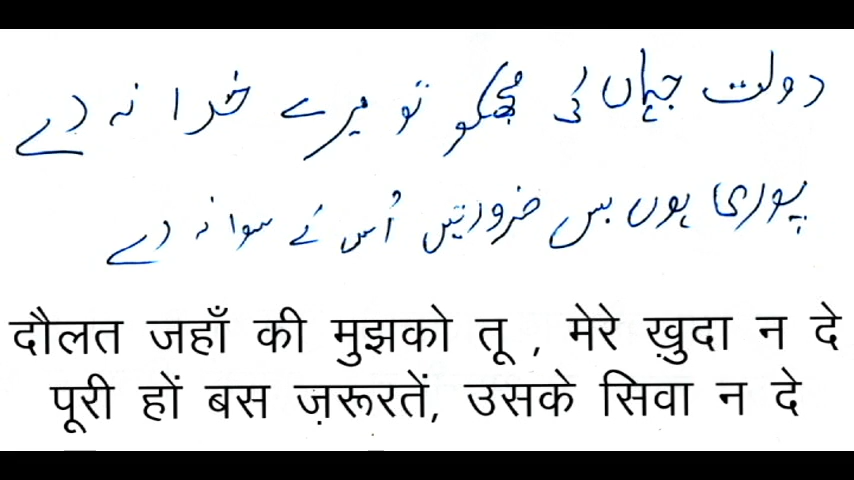 دولت جہاں کی مجھکو تو میرے خدا نہ دے
پوری ہوں بس ضرورتیں اُس کے سوا نہ دے
दौलत जहाँ की मुझको तू , मेरे ख़ुदा न दे
पूरी हों बस ज़रूरतें, उसके सिवा न दे